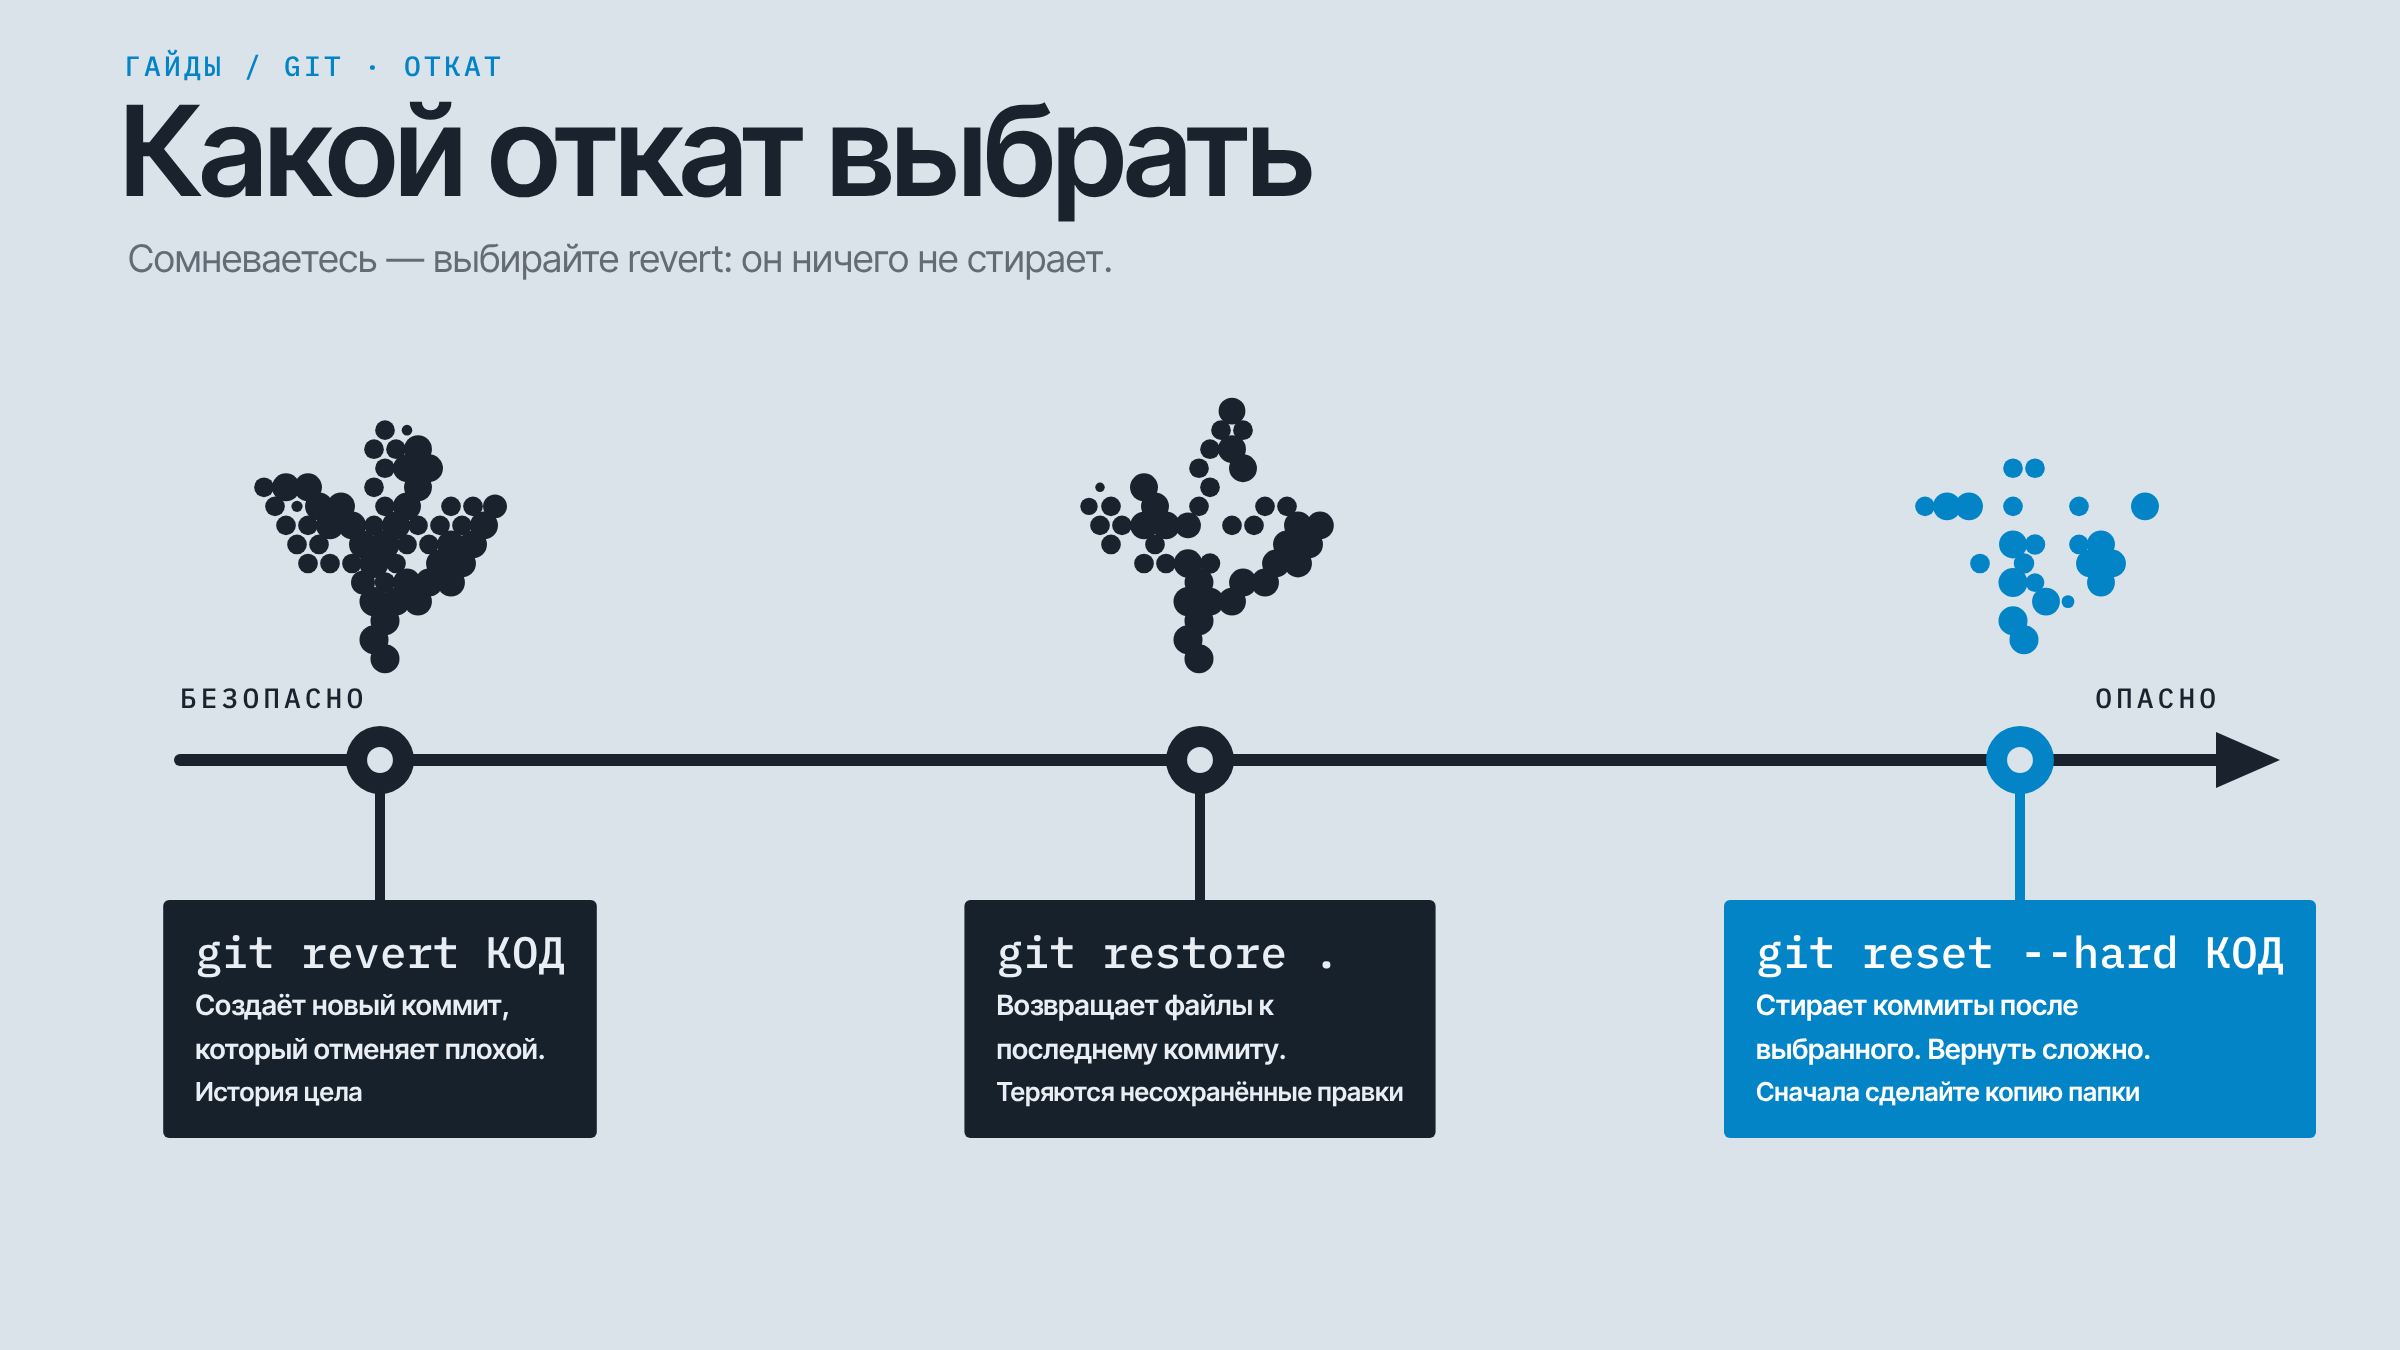 ГАЙДЫ / GIT · ОТКАТ
Какой откат выбрать
Сомневаетесь — выбирайте revert: он ничего не стирает.
БЕЗОПАСНО
ОПАСНО
git revert КОД
Создаёт новый коммит,
который отменяет плохой.
История цела
git restore .
Возвращает файлы к
последнему коммиту.
Теряются несохранённые правки
git reset --hard КОД
Стирает коммиты после
выбранного. Вернуть сложно.
Сначала сделайте копию папки